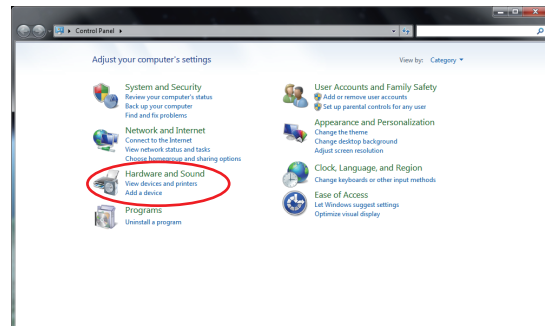 Control Panel
Adjust your computer's settings
View by: Category
System and Security
Review your computer's status
Back up your computer
Find and fix problems
Network and Internet
Connect to the Internet
View network status and tasks
Choose homegroup and sharing options
Hardware and Sound
View devices and printers
Add a device
Programs
Uninstall a program
User Accounts and Family Safety
Add or remove user accounts
Set up parental controls for any user
Appearance and Personalization
Change the theme
Change desktop background
Adjust screen resolution
Clock, Language, and Region
Change keyboards or other input methods
Ease of Access
Let Windows suggest settings
Optimize visual display